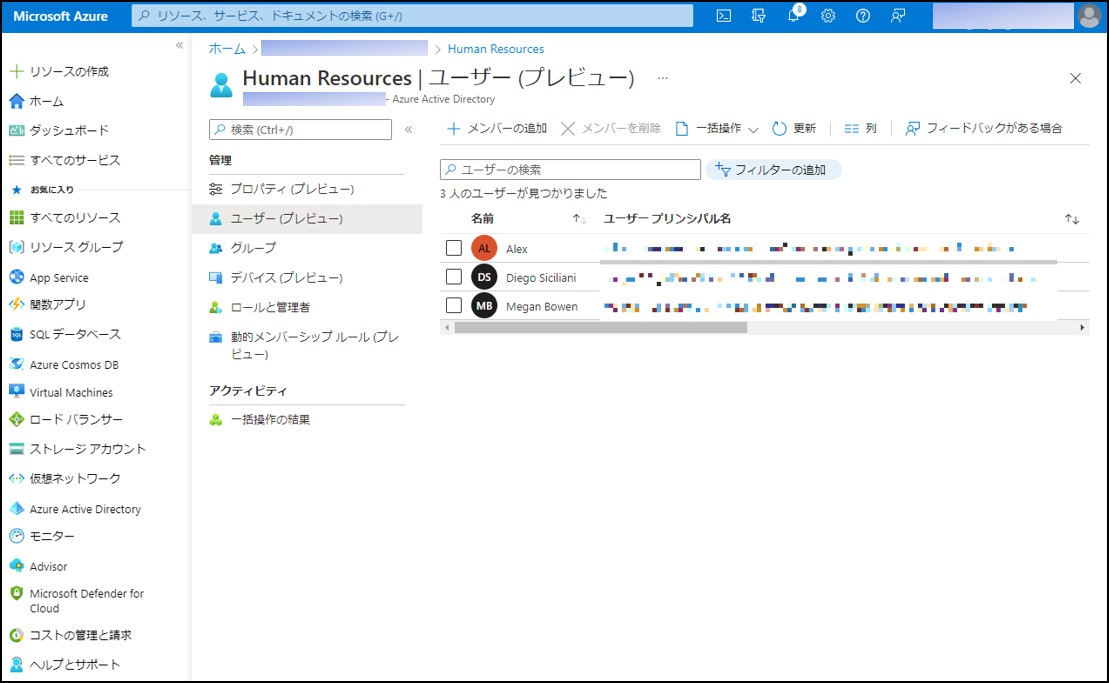 Microsoft Azure
リソース、サービス、ドキュメントの検索 (G+/)
8
«
リソースの作成
ホーム
ダッシュボード
すべてのサービス
お気に入り
すべてのリソース
リソース グループ
App Service
関数アプリ
SQL データベース
Azure Cosmos DB
Virtual Machines
ロード バランサー
ストレージ アカウント
仮想ネットワーク
Azure Active Directory
モニター
Advisor
Microsoft Defender for
Cloud
コストの管理と請求
ヘルプとサポート
ホーム > > Human Resources
Human Resources | ユーザー (プレビュー) ...
- Azure Active Directory
検索 (Ctrl+/) «
管理
プロパティ (プレビュー)
ユーザー (プレビュー)
グループ
デバイス (プレビュー)
ロールと管理者
動的メンバーシップ ルール (プレ
ビュー)
アクティビティ
一括操作の結果
メンバーの追加 メンバーを削除 一括操作 更新 列 フィードバックがある場合
ユーザーの検索 フィルターの追加
3 人のユーザーが見つかりました
名前 ユーザー プリンシパル名
AL Alex
DS Diego Siciliani
MB Megan Bowen